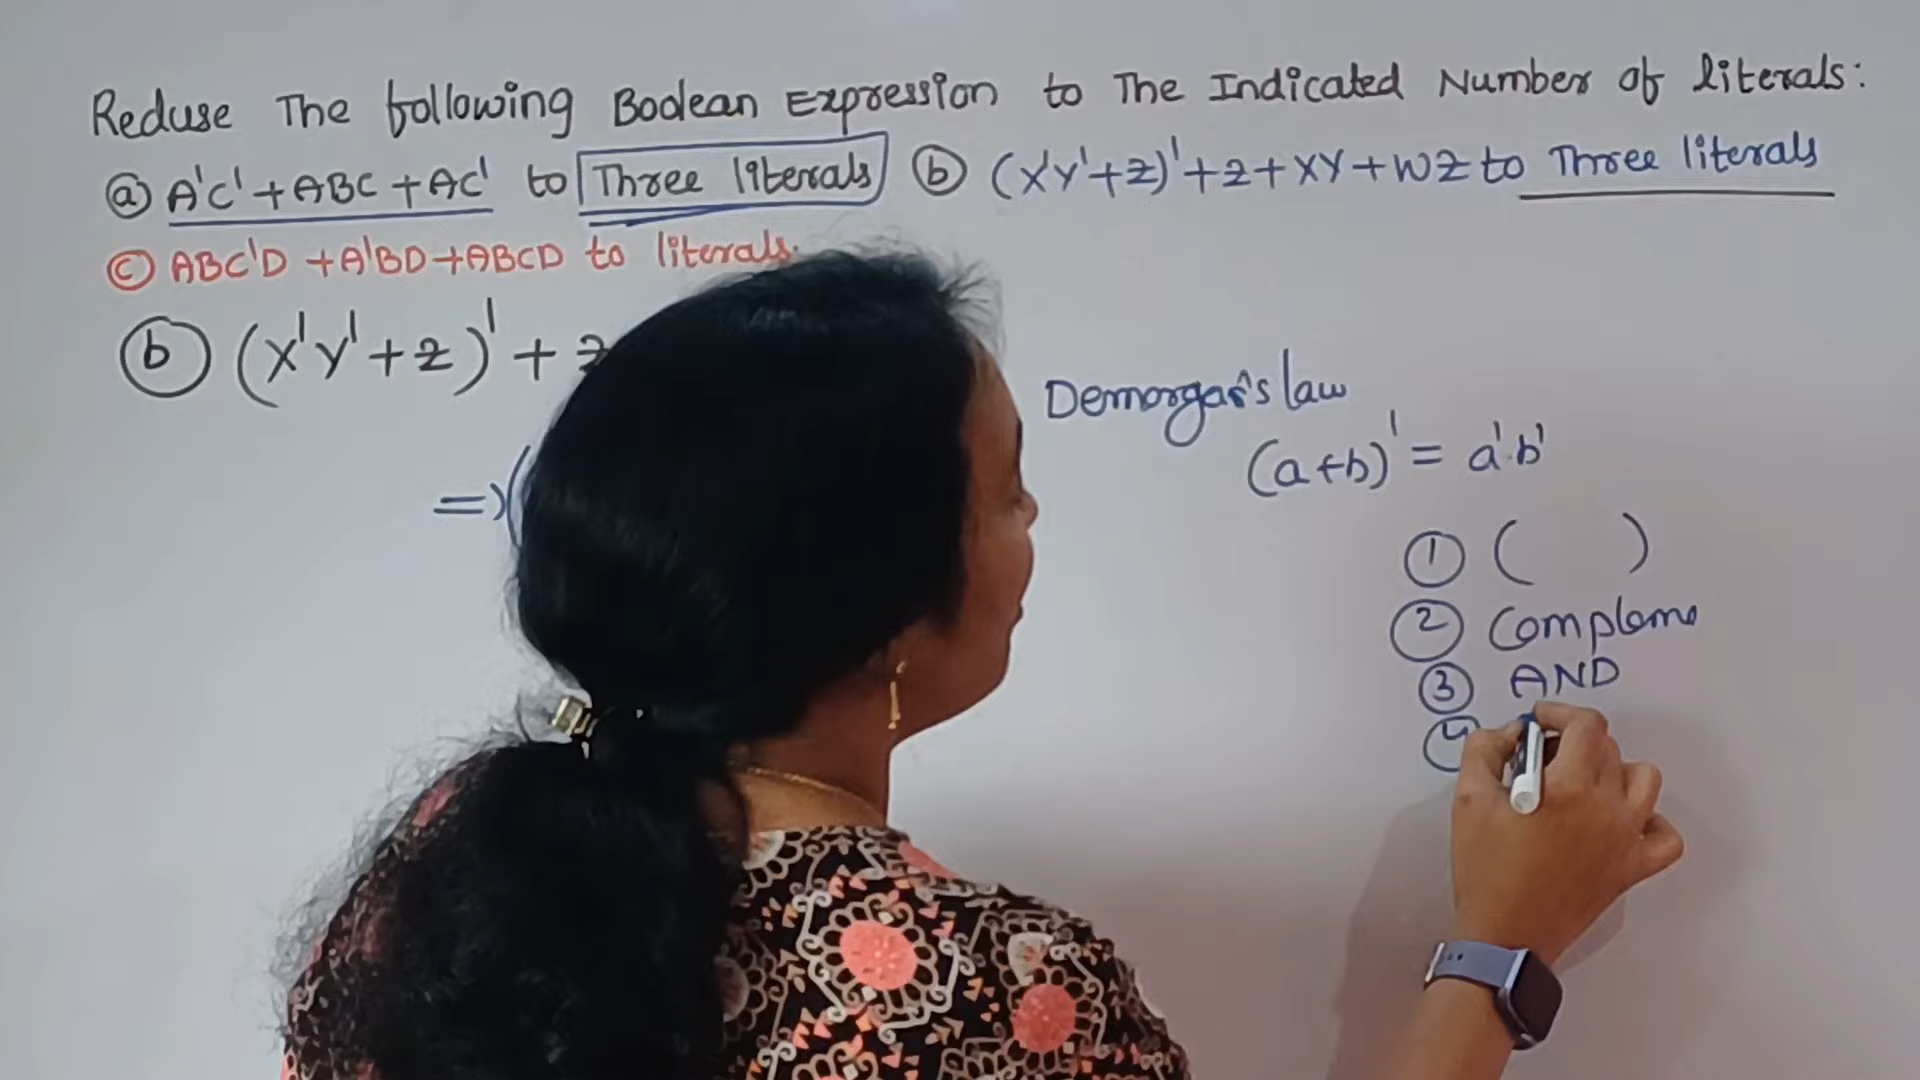 Reduse The following Boolean Expression to The Indicated Number of literals:
ⓐ A'C' + ABC + AC' to Three literals ⓑ (x'y'+z)'+z+xy+wz to Three literals
ⓒ ABC'D + A'BD + ABCD to literals.
ⓑ (x'y'+z)' + z
Demorgan's law
=> (
(a+b)' = a'.b'
① ( )
② Compleme
③ AND
④